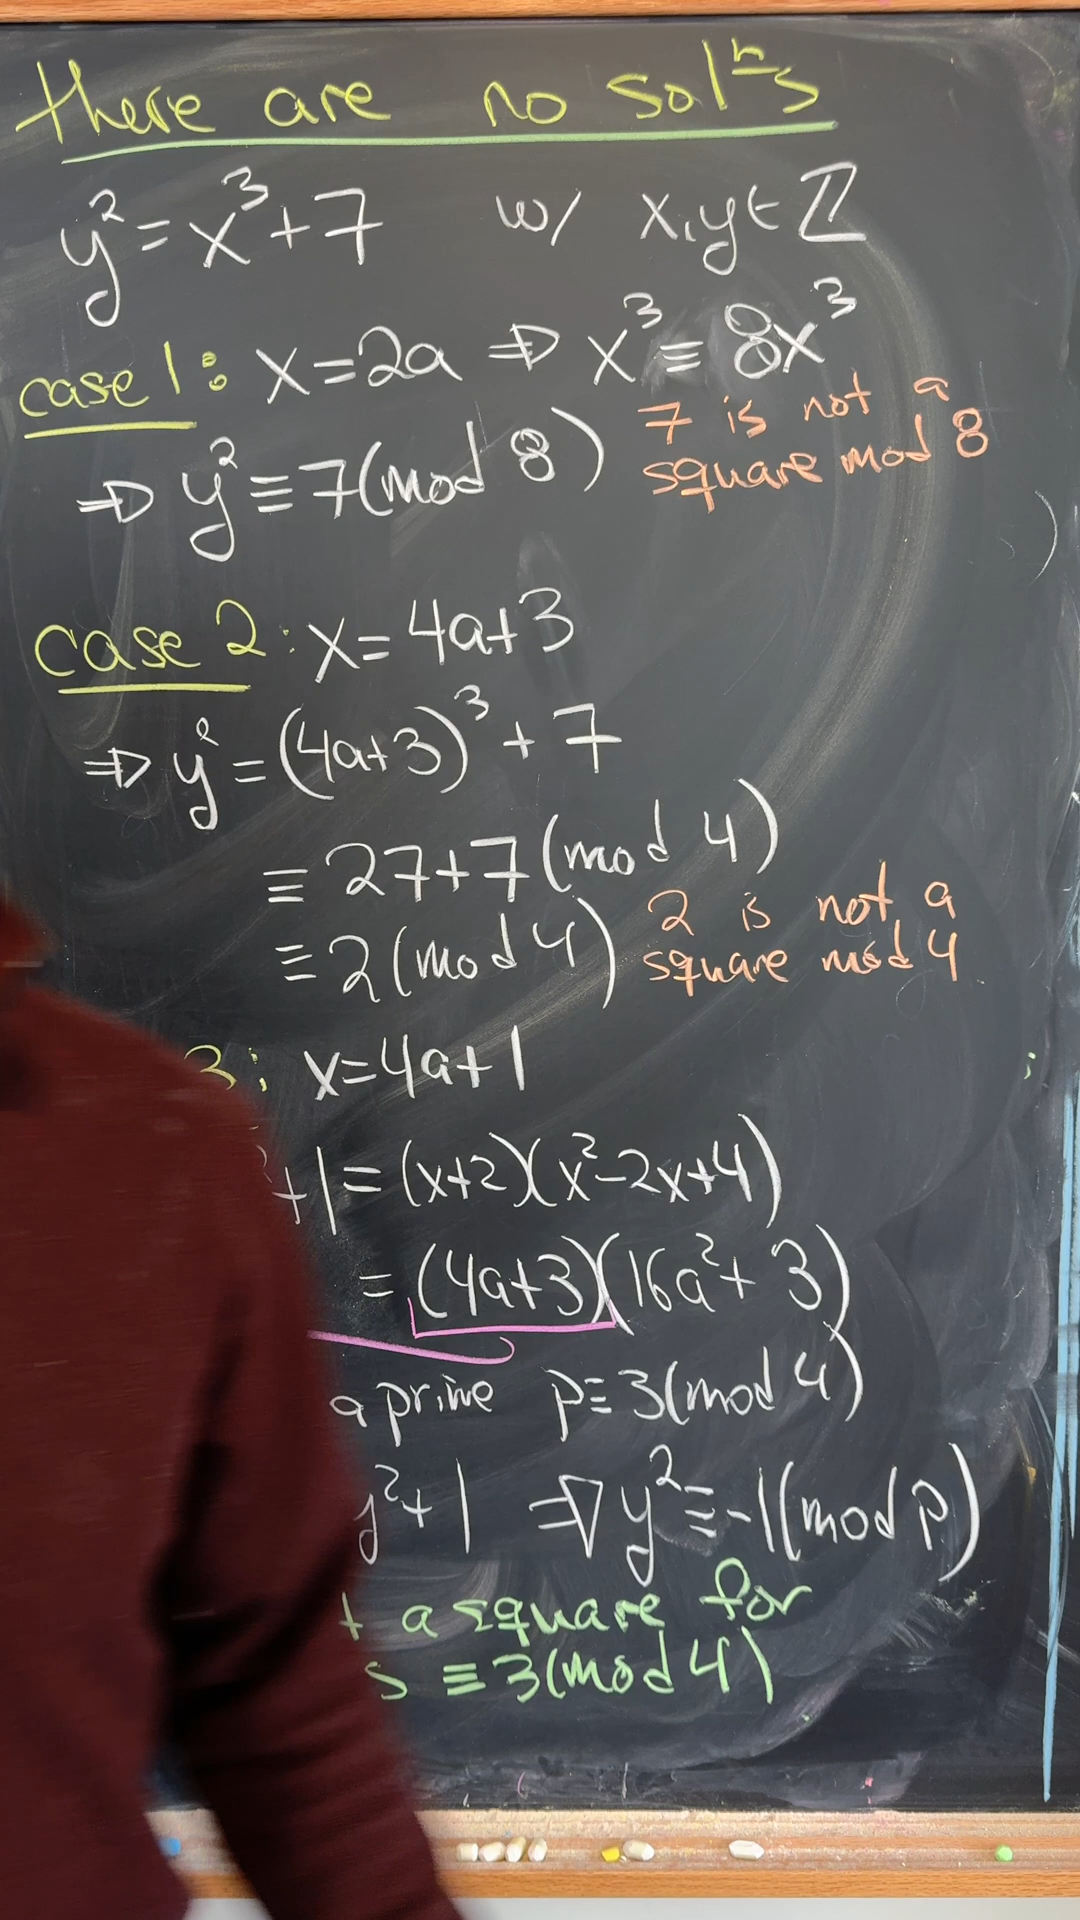 there are no solⁿs
y² = x³ + 7 w/ x, y ∈ ℤ
case 1: x = 2a ⇒ x³ ≡ 8x³
⇒ y² ≡ 7 (mod 8) 7 is not a
square mod 8
case 2: x = 4a+3
⇒ y² = (4a+3)³ + 7
≡ 27+7 (mod 4)
≡ 2 (mod 4) 2 is not a
square mod 4
3: x = 4a+1
²+1 = (x+2)(x²-2x+4)
= (4a+3)(16a²+3)
a prime p ≡ 3 (mod 4)
y²+1 ⇒ y² ≡ -1 (mod p)
t a square for
s ≡ 3 (mod 4)